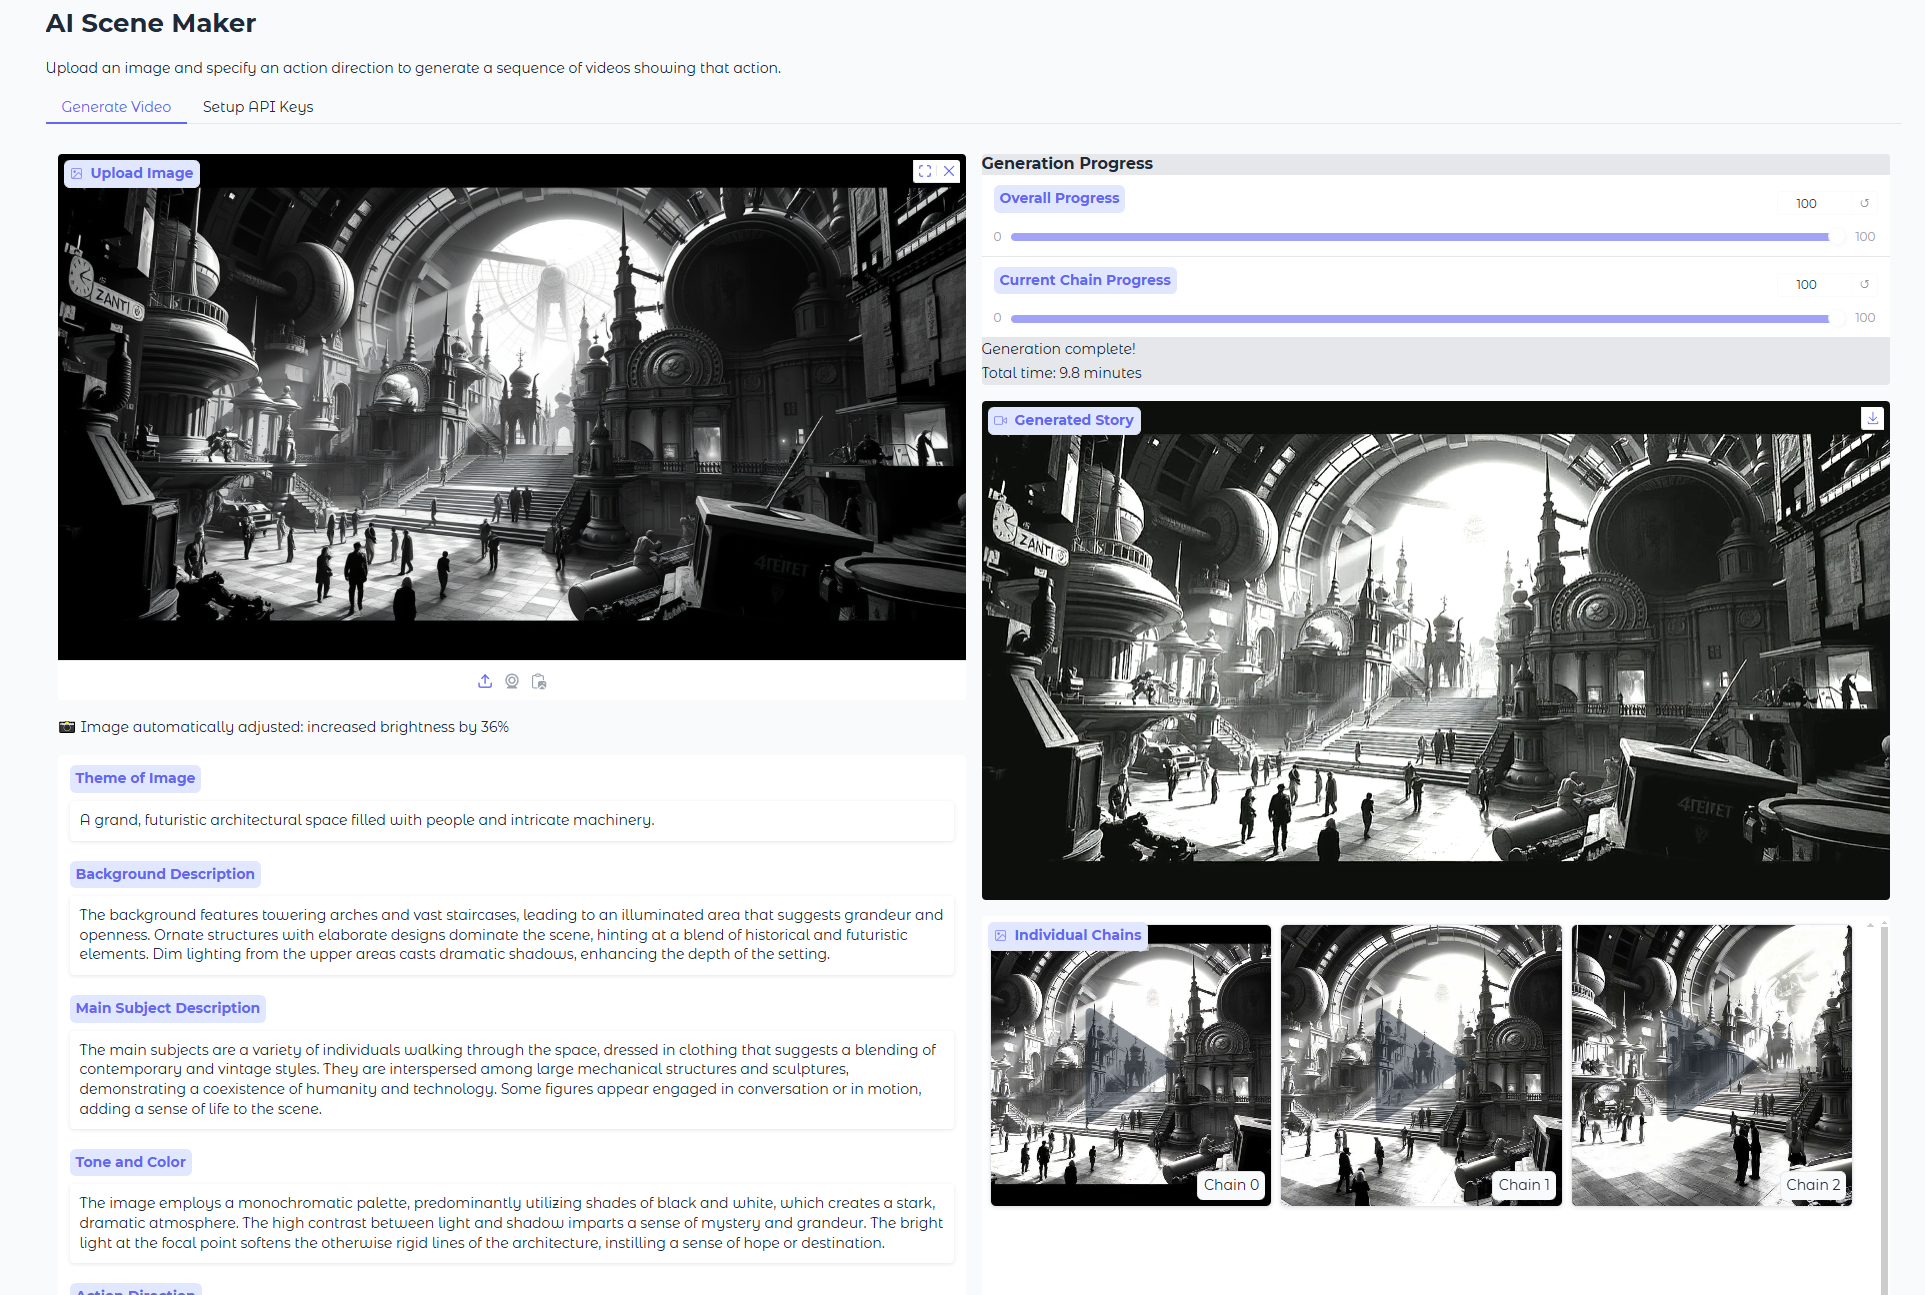 AI Scene Maker
Upload an image and specify an action direction to generate a sequence of videos showing that action.
Generate Video
Setup API Keys
Upload Image
ZANTI
4TEITET
📷 Image automatically adjusted: increased brightness by 36%
Theme of Image
A grand, futuristic architectural space filled with people and intricate machinery.
Background Description
The background features towering arches and vast staircases, leading to an illuminated area that suggests grandeur and
openness. Ornate structures with elaborate designs dominate the scene, hinting at a blend of historical and futuristic
elements. Dim lighting from the upper areas casts dramatic shadows, enhancing the depth of the setting.
Main Subject Description
The main subjects are a variety of individuals walking through the space, dressed in clothing that suggests a blending of
contemporary and vintage styles. They are interspersed among large mechanical structures and sculptures,
demonstrating a coexistence of humanity and technology. Some figures appear engaged in conversation or in motion,
adding a sense of life to the scene.
Tone and Color
The image employs a monochromatic palette, predominantly utilizing shades of black and white, which creates a stark,
dramatic atmosphere. The high contrast between light and shadow imparts a sense of mystery and grandeur. The bright
light at the focal point softens the otherwise rigid lines of the architecture, instilling a sense of hope or destination.
Action Direction
Generation Progress
Overall Progress
100
0
100
Current Chain Progress
100
0
100
Generation complete!
Total time: 9.8 minutes
Generated Story
ZANTI
Individual Chains
Chain 0
Chain 1
Chain 2